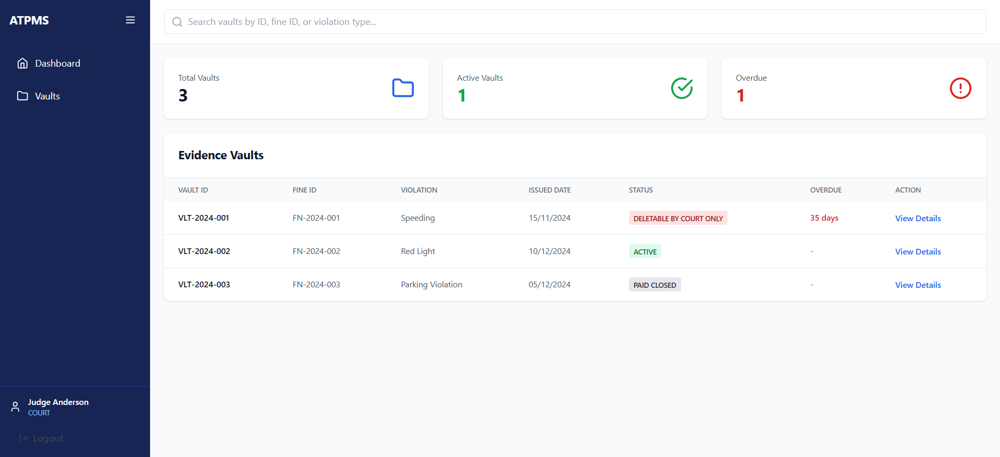 ATPMS
Dashboard
Vaults
Judge Anderson
COURT
Logout
Search vaults by ID, fine ID, or violation type...
Total Vaults
3
Active Vaults
1
Overdue
1
Evidence Vaults
VAULT ID FINE ID VIOLATION ISSUED DATE STATUS OVERDUE ACTION
VLT-2024-001 FN-2024-001 Speeding 15/11/2024 DELETABLE BY COURT ONLY 35 days View Details
VLT-2024-002 FN-2024-002 Red Light 10/12/2024 ACTIVE - View Details
VLT-2024-003 FN-2024-003 Parking Violation 05/12/2024 PAID CLOSED - View Details